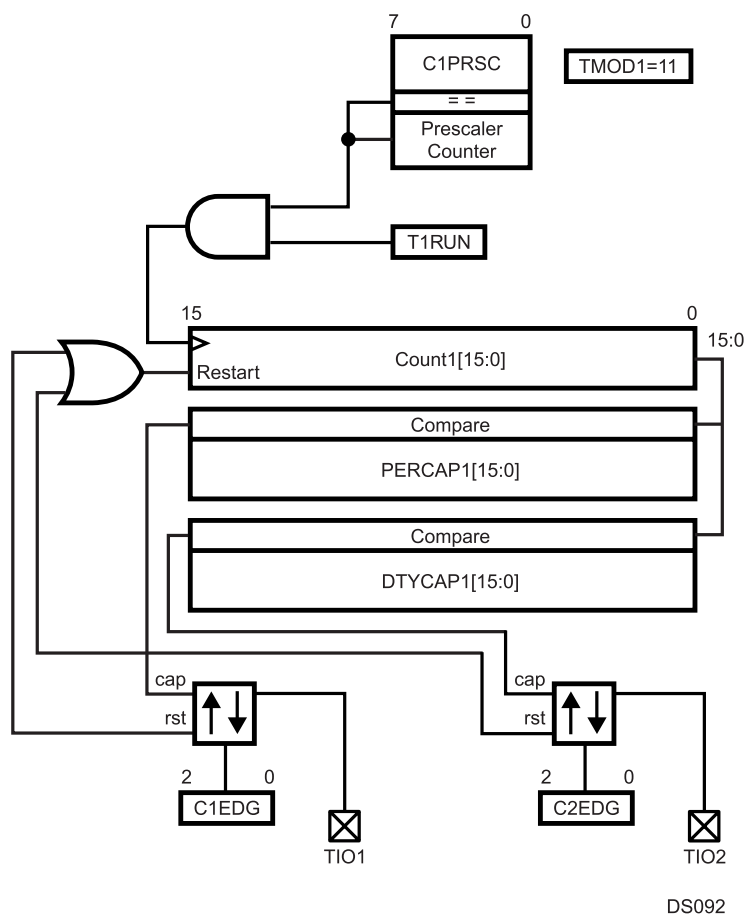 7 0
C1PRSC
TMOD1=11
= =
Prescaler
Counter
T1RUN
15 0
15:0
Count1[15:0]
Restart
Compare
PERCAP1[15:0]
Compare
DTYCAP1[15:0]
cap
rst
cap
rst
2 0
2 0
C1EDG
C2EDG
TIO1
TIO2
DS092